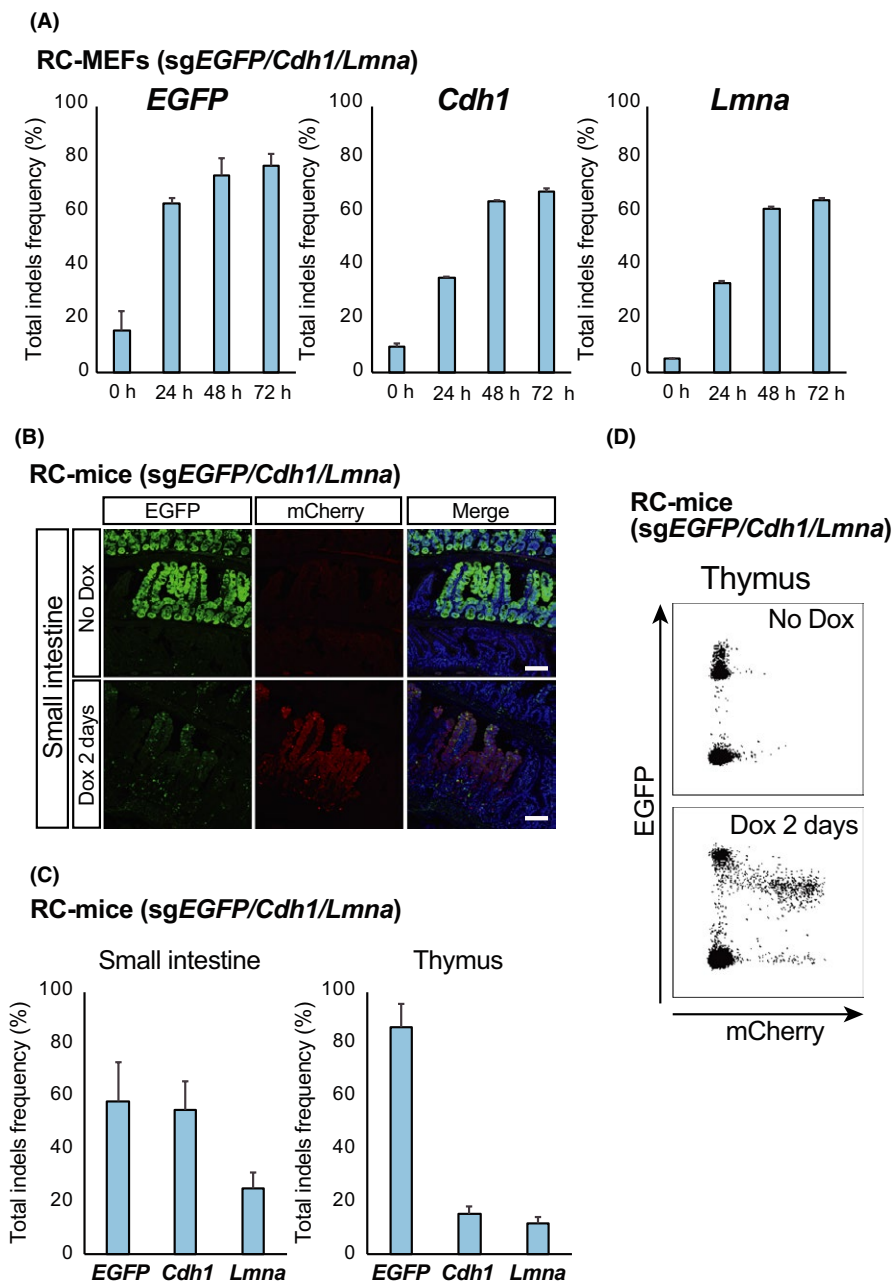 (A)
RC-MEFs (sgEGFP/Cdh1/Lmna)
EGFP
Total indels frequency (%)
100
80
60
40
20
0
0 h 24 h 48 h 72 h
Cdh1
Total indels frequency (%)
100
80
60
40
20
0
0 h 24 h 48 h 72 h
Lmna
Total indels frequency (%)
100
80
60
40
20
0
0 h 24 h 48 h 72 h
(B)
RC-mice (sgEGFP/Cdh1/Lmna)
EGFP mCherry Merge
Small intestine
No Dox
Dox 2 days
(C)
RC-mice (sgEGFP/Cdh1/Lmna)
Small intestine
Total indels frequency (%)
100
80
60
40
20
0
EGFP Cdh1 Lmna
Thymus
Total indels frequency (%)
100
80
60
40
20
0
EGFP Cdh1 Lmna
(D)
RC-mice
(sgEGFP/Cdh1/Lmna)
Thymus
No Dox
Dox 2 days
EGFP
mCherry